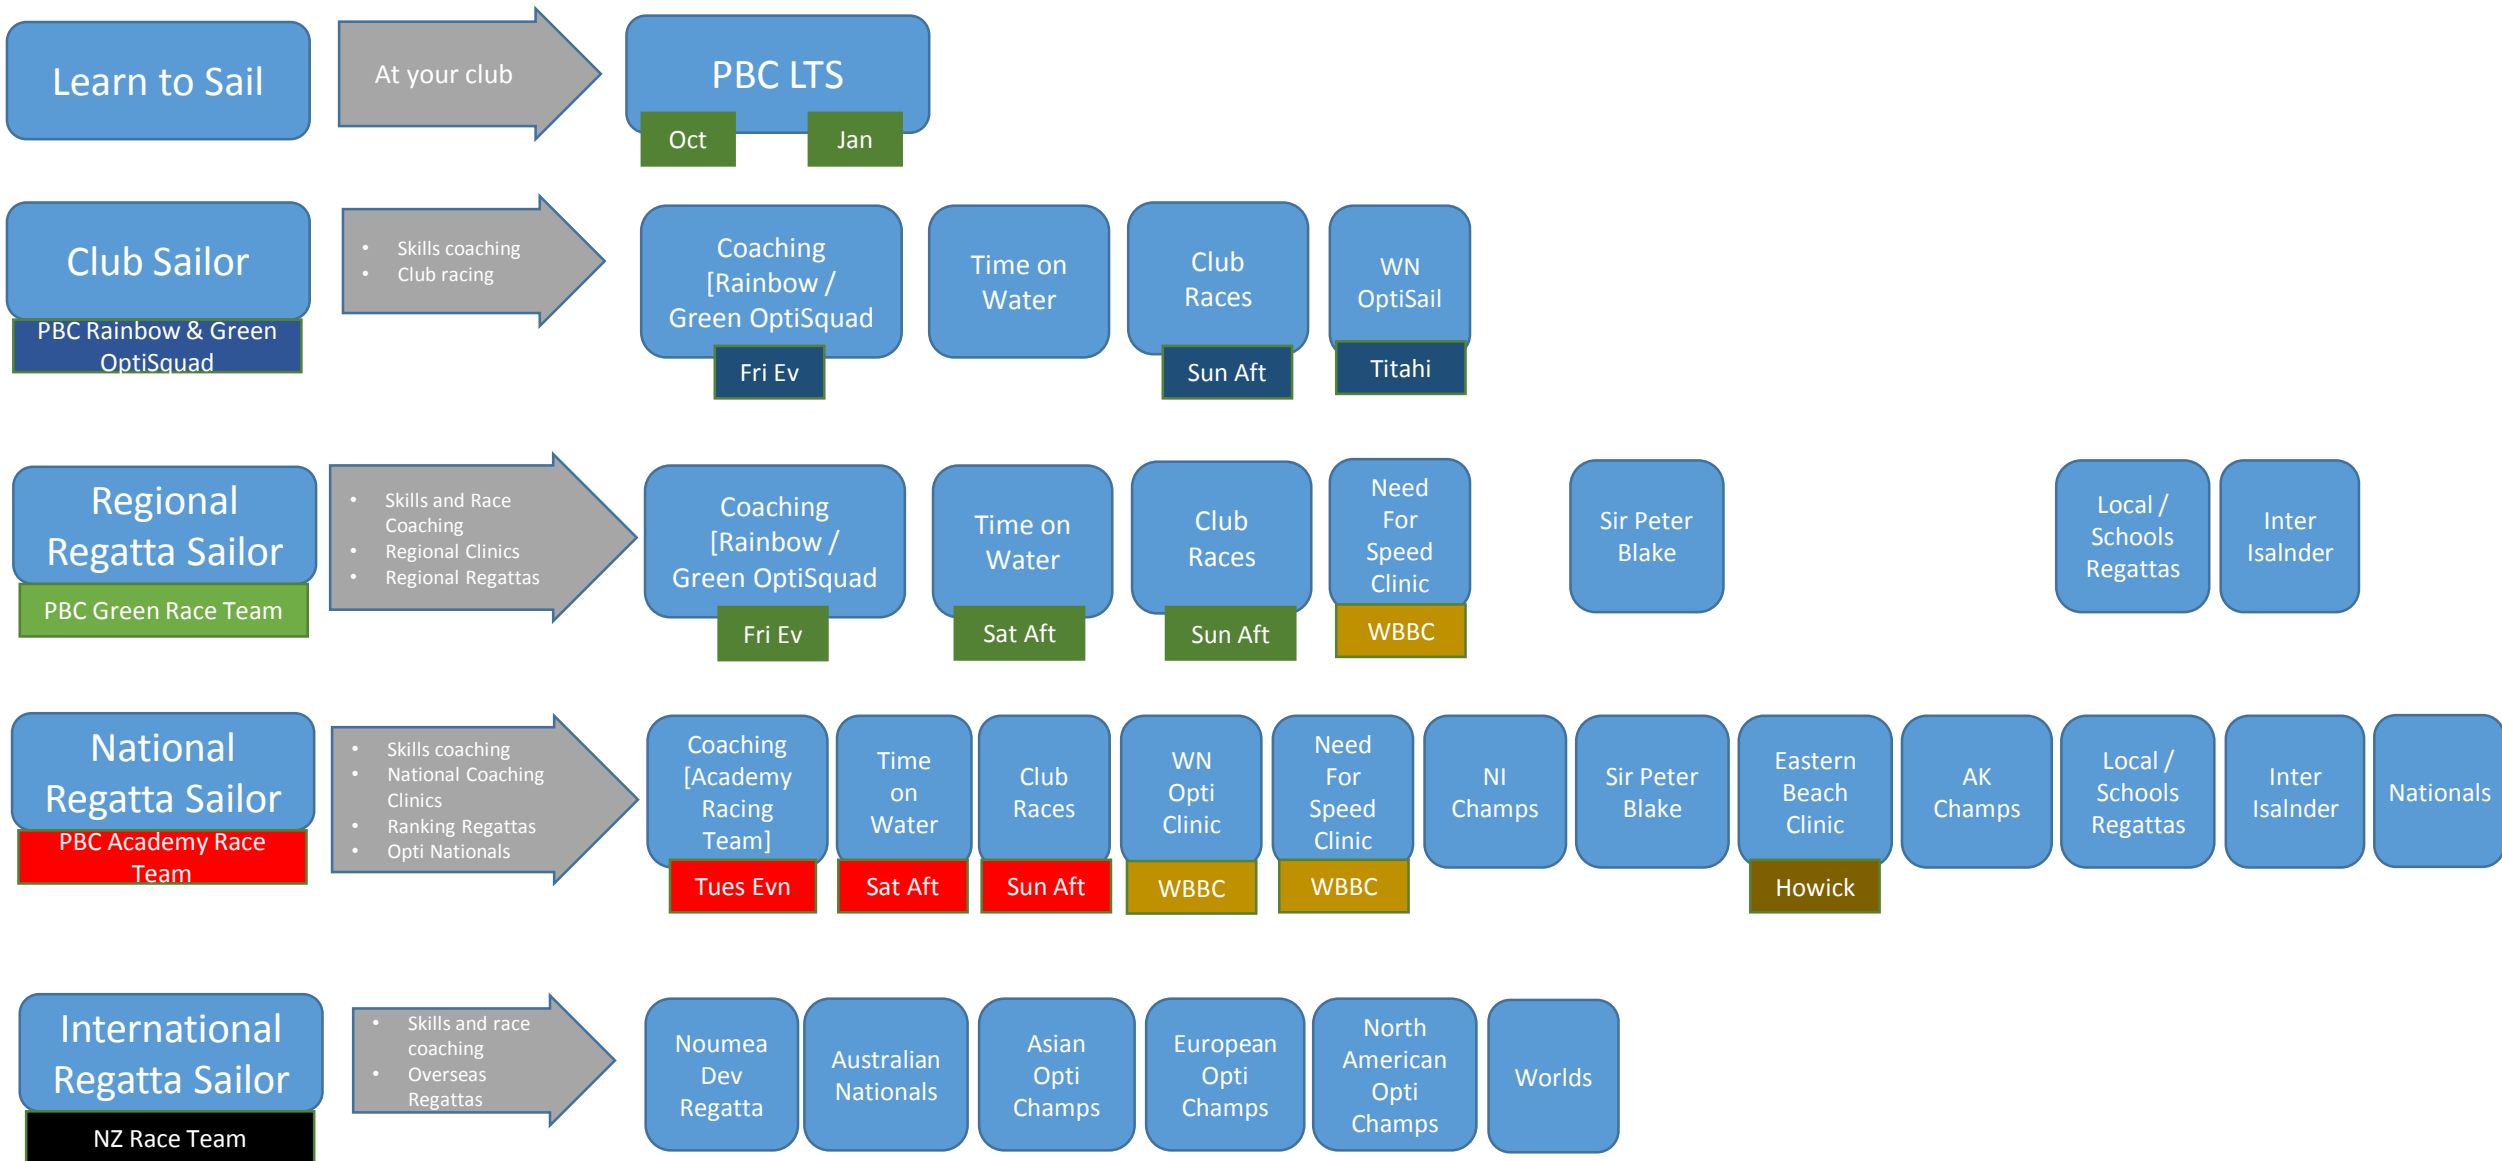 Learn to Sail
At your club
PBC LTS
Oct
Jan
Club Sailor
PBC Rainbow & Green
OptiSquad
• Skills coaching
• Club racing
Coaching
[Rainbow /
Green OptiSquad
Fri Ev
Time on
Water
Club
Races
Sun Aft
WN
OptiSail
Titahi
Regional
Regatta Sailor
PBC Green Race Team
• Skills and Race
Coaching
• Regional Clinics
• Regional Regattas
Coaching
[Rainbow /
Green OptiSquad
Fri Ev
Time on
Water
Sat Aft
Club
Races
Sun Aft
Need
For
Speed
Clinic
WBBC
Sir Peter
Blake
Local /
Schools
Regattas
Inter
Isalnder
National
Regatta Sailor
PBC Academy Race
Team
• Skills coaching
• National Coaching
Clinics
• Ranking Regattas
• Opti Nationals
Coaching
[Academy
Racing
Team]
Tues Evn
Time
on
Water
Sat Aft
Club
Races
Sun Aft
WN
Opti
Clinic
WBBC
Need
For
Speed
Clinic
WBBC
NI
Champs
Sir Peter
Blake
Eastern
Beach
Clinic
Howick
AK
Champs
Local /
Schools
Regattas
Inter
Isalnder
Nationals
International
Regatta Sailor
NZ Race Team
• Skills and race
coaching
• Overseas
Regattas
Noumea
Dev
Regatta
Australian
Nationals
Asian
Opti
Champs
European
Opti
Champs
North
American
Opti
Champs
Worlds